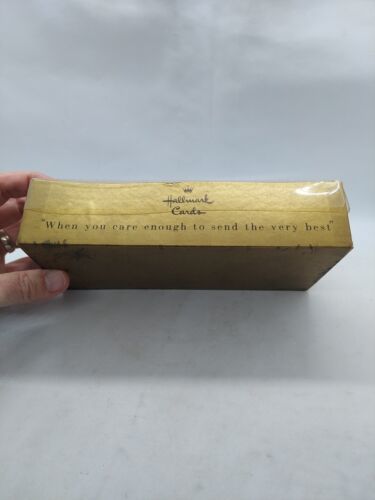 Hallmark
Cards
"When you care enough to send the very best"